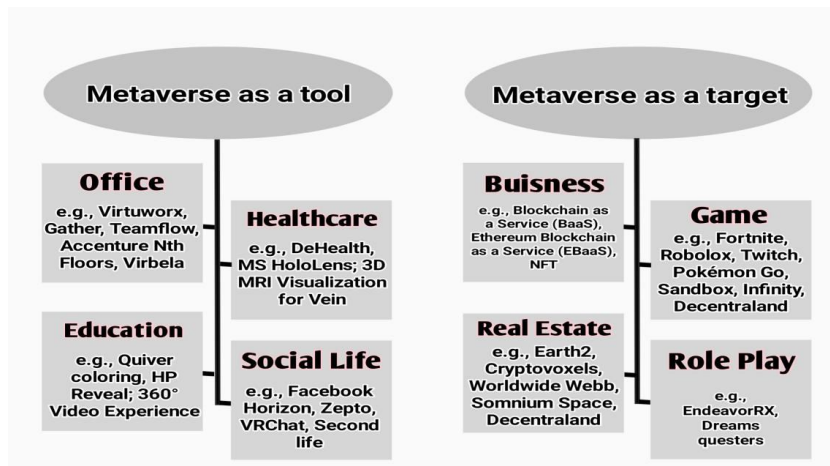 Metaverse as a tool
Office
e.g., Virtuworx,
Gather, Teamflow,
Accenture Nth
Floors, Virbela
Healthcare
e.g., DeHealth,
MS HoloLens; 3D
MRI Visualization
for Vein
Education
e.g., Quiver
coloring, HP
Reveal; 360°
Video Experience
Social Life
e.g., Facebook
Horizon, Zepto,
VRChat, Second
life
Metaverse as a target
Buisness
e.g., Blockchain as
a Service (BaaS),
Ethereum Blockchain
as a Service (EBaaS),
NFT
Game
e.g., Fortnite,
Robolox, Twitch,
Pokémon Go,
Sandbox, Infinity,
Decentraland
Real Estate
e.g., Earth2,
Cryptovoxels,
Worldwide Webb,
Somnium Space,
Decentraland
Role Play
e.g.,
EndeavorRX,
Dreams
questers